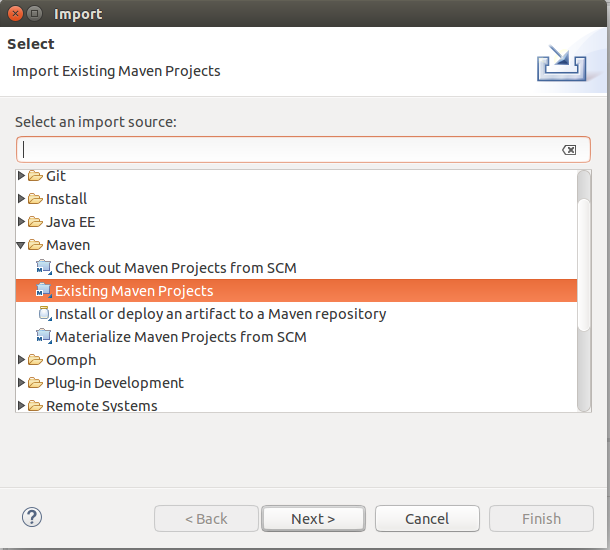 Import
Select
Import Existing Maven Projects
Select an import source:
Git
Install
Java EE
Maven
Check out Maven Projects from SCM
Existing Maven Projects
Install or deploy an artifact to a Maven repository
Materialize Maven Projects from SCM
Oomph
Plug-in Development
Remote Systems
? < Back Next > Cancel Finish